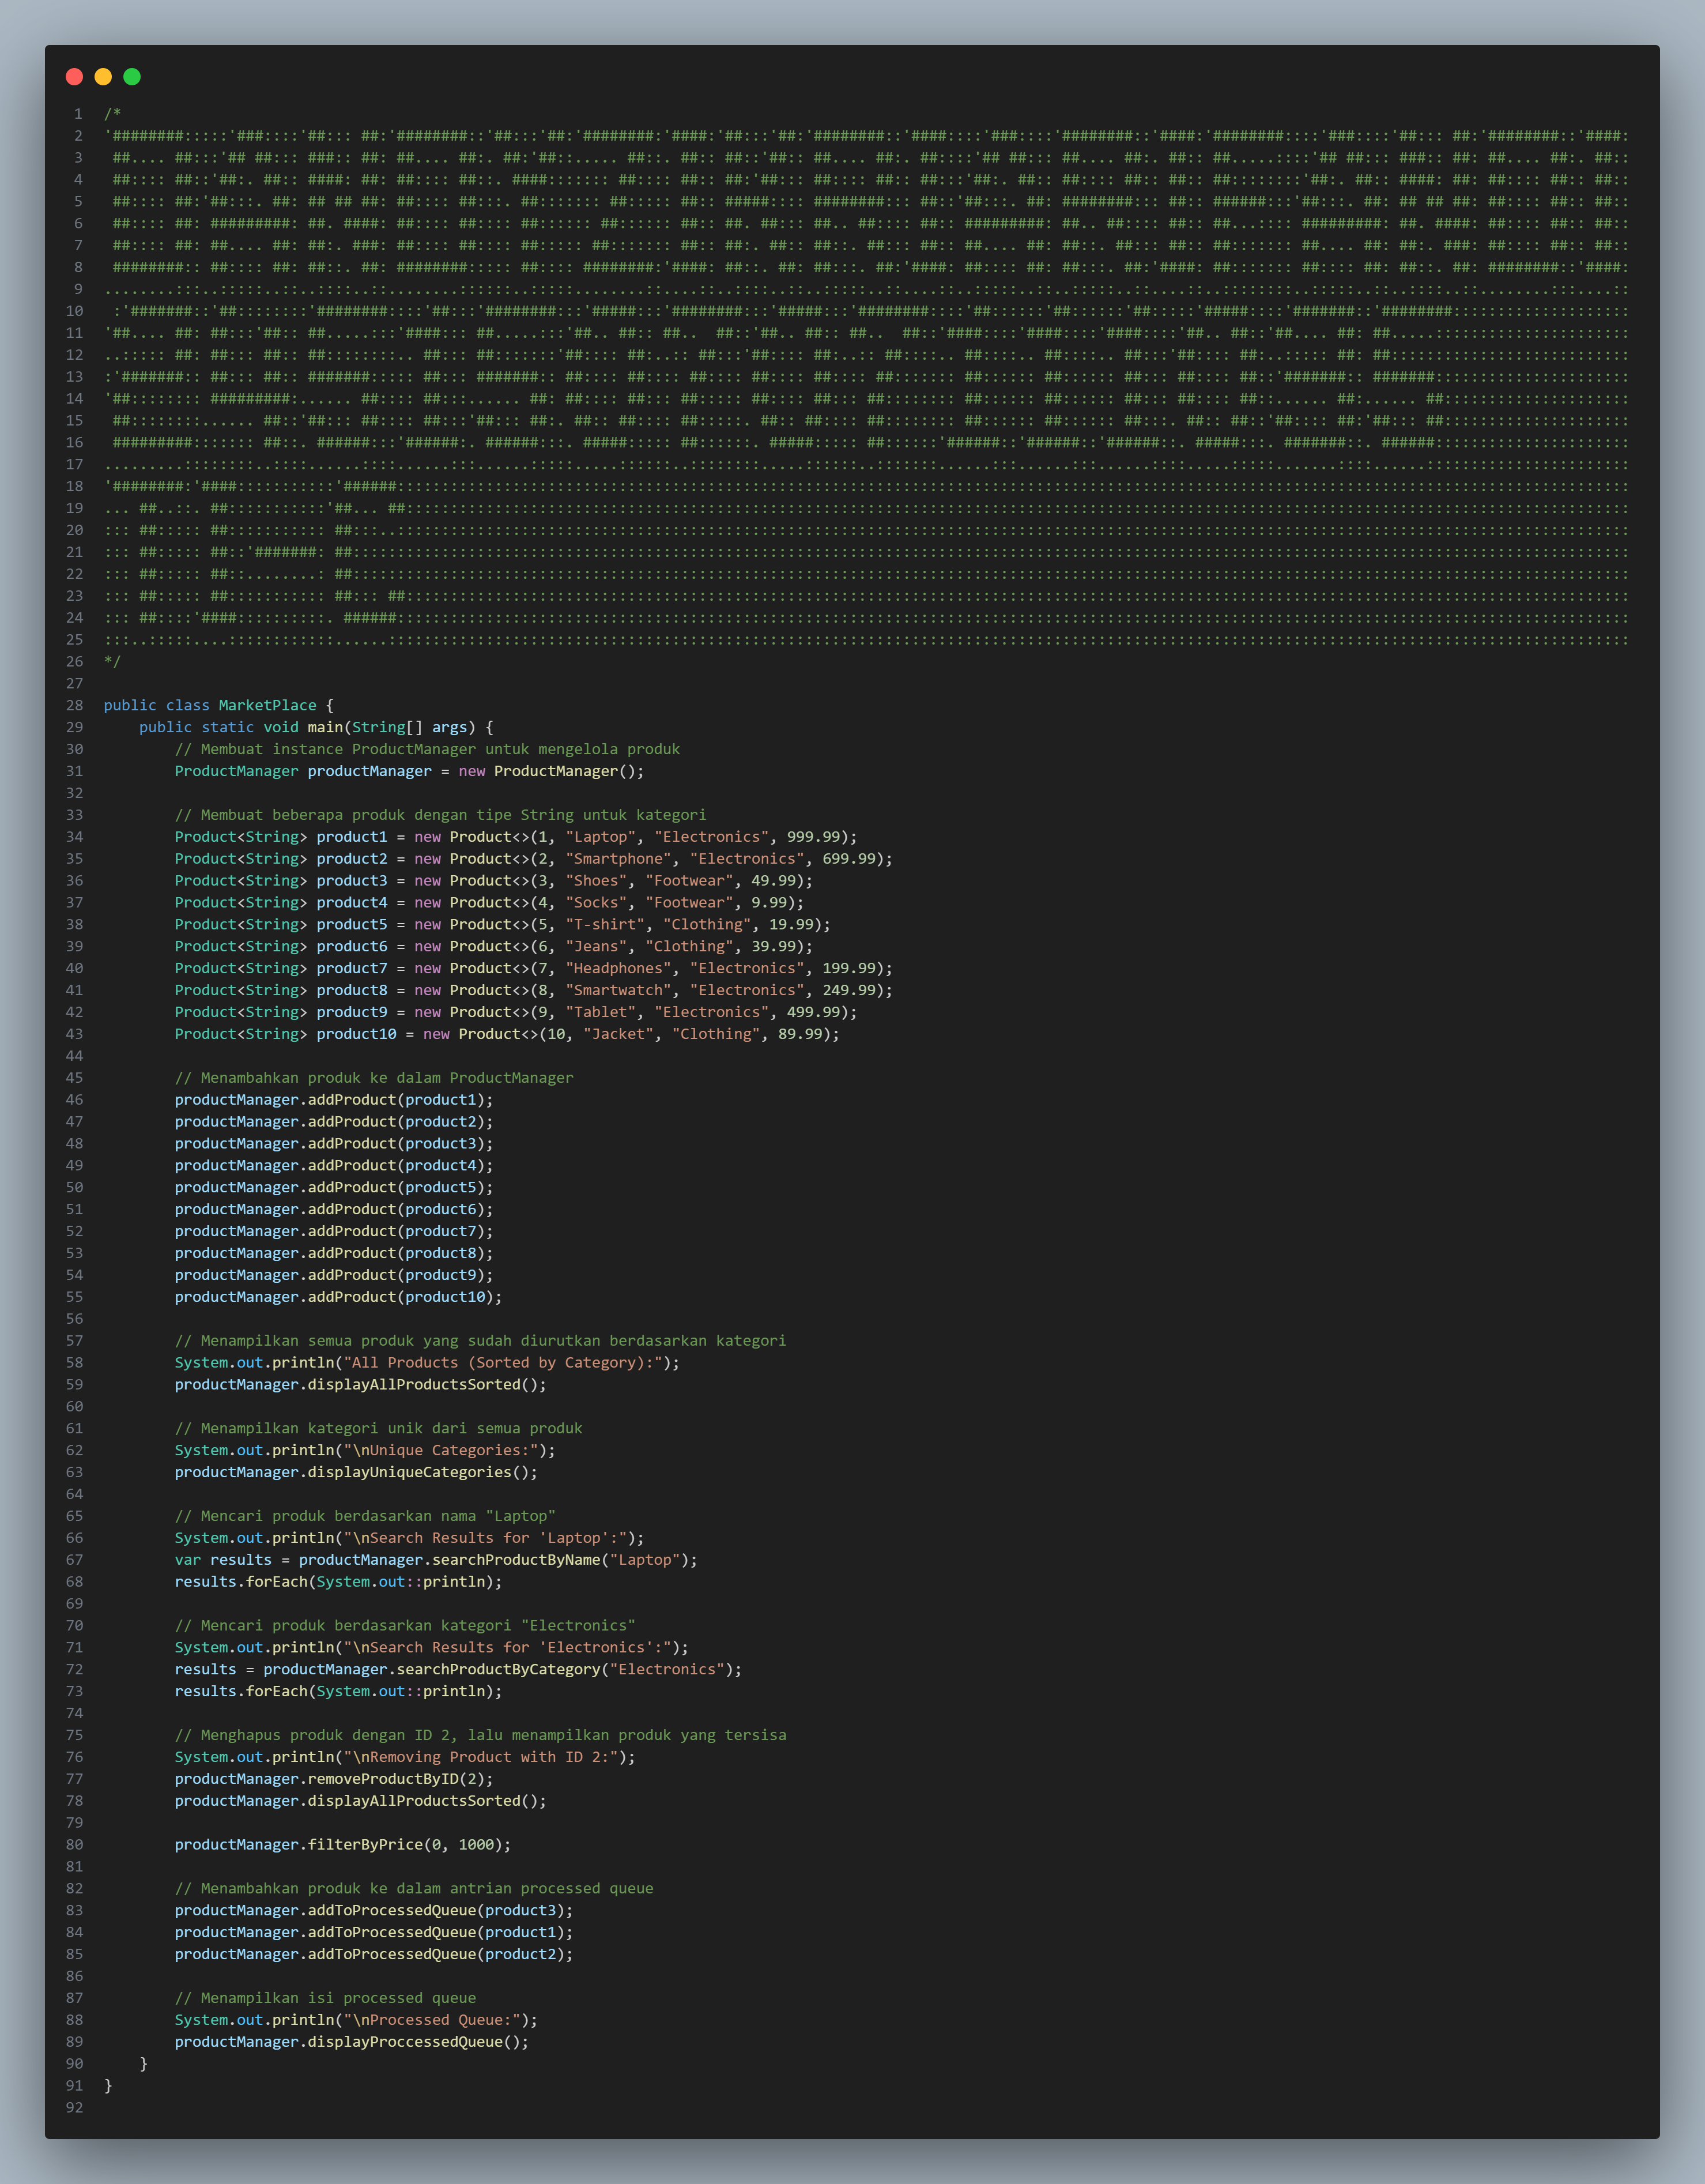 1 /*
26 */
27
28 public class MarketPlace {
29     public static void main(String[] args) {
30         // Membuat instance ProductManager untuk mengelola produk
31         ProductManager productManager = new ProductManager();
32
33         // Membuat beberapa produk dengan tipe String untuk kategori
34         Product<String> product1 = new Product<>(1, "Laptop", "Electronics", 999.99);
35         Product<String> product2 = new Product<>(2, "Smartphone", "Electronics", 699.99);
36         Product<String> product3 = new Product<>(3, "Shoes", "Footwear", 49.99);
37         Product<String> product4 = new Product<>(4, "Socks", "Footwear", 9.99);
38         Product<String> product5 = new Product<>(5, "T-shirt", "Clothing", 19.99);
39         Product<String> product6 = new Product<>(6, "Jeans", "Clothing", 39.99);
40         Product<String> product7 = new Product<>(7, "Headphones", "Electronics", 199.99);
41         Product<String> product8 = new Product<>(8, "Smartwatch", "Electronics", 249.99);
42         Product<String> product9 = new Product<>(9, "Tablet", "Electronics", 499.99);
43         Product<String> product10 = new Product<>(10, "Jacket", "Clothing", 89.99);
44
45         // Menambahkan produk ke dalam ProductManager
46         productManager.addProduct(product1);
47         productManager.addProduct(product2);
48         productManager.addProduct(product3);
49         productManager.addProduct(product4);
50         productManager.addProduct(product5);
51         productManager.addProduct(product6);
52         productManager.addProduct(product7);
53         productManager.addProduct(product8);
54         productManager.addProduct(product9);
55         productManager.addProduct(product10);
56
57         // Menampilkan semua produk yang sudah diurutkan berdasarkan kategori
58         System.out.println("All Products (Sorted by Category):");
59         productManager.displayAllProductsSorted();
60
61         // Menampilkan kategori unik dari semua produk
62         System.out.println("\nUnique Categories:");
63         productManager.displayUniqueCategories();
64
65         // Mencari produk berdasarkan nama "Laptop"
66         System.out.println("\nSearch Results for 'Laptop':");
67         var results = productManager.searchProductByName("Laptop");
68         results.forEach(System.out::println);
69
70         // Mencari produk berdasarkan kategori "Electronics"
71         System.out.println("\nSearch Results for 'Electronics':");
72         results = productManager.searchProductByCategory("Electronics");
73         results.forEach(System.out::println);
74
75         // Menghapus produk dengan ID 2, lalu menampilkan produk yang tersisa
76         System.out.println("\nRemoving Product with ID 2:");
77         productManager.removeProductByID(2);
78         productManager.displayAllProductsSorted();
79
80         productManager.filterByPrice(0, 1000);
81
82         // Menambahkan produk ke dalam antrian processed queue
83         productManager.addToProcessedQueue(product3);
84         productManager.addToProcessedQueue(product1);
85         productManager.addToProcessedQueue(product2);
86
87         // Menampilkan isi processed queue
88         System.out.println("\nProcessed Queue:");
89         productManager.displayProccessedQueue();
90     }
91 }
92